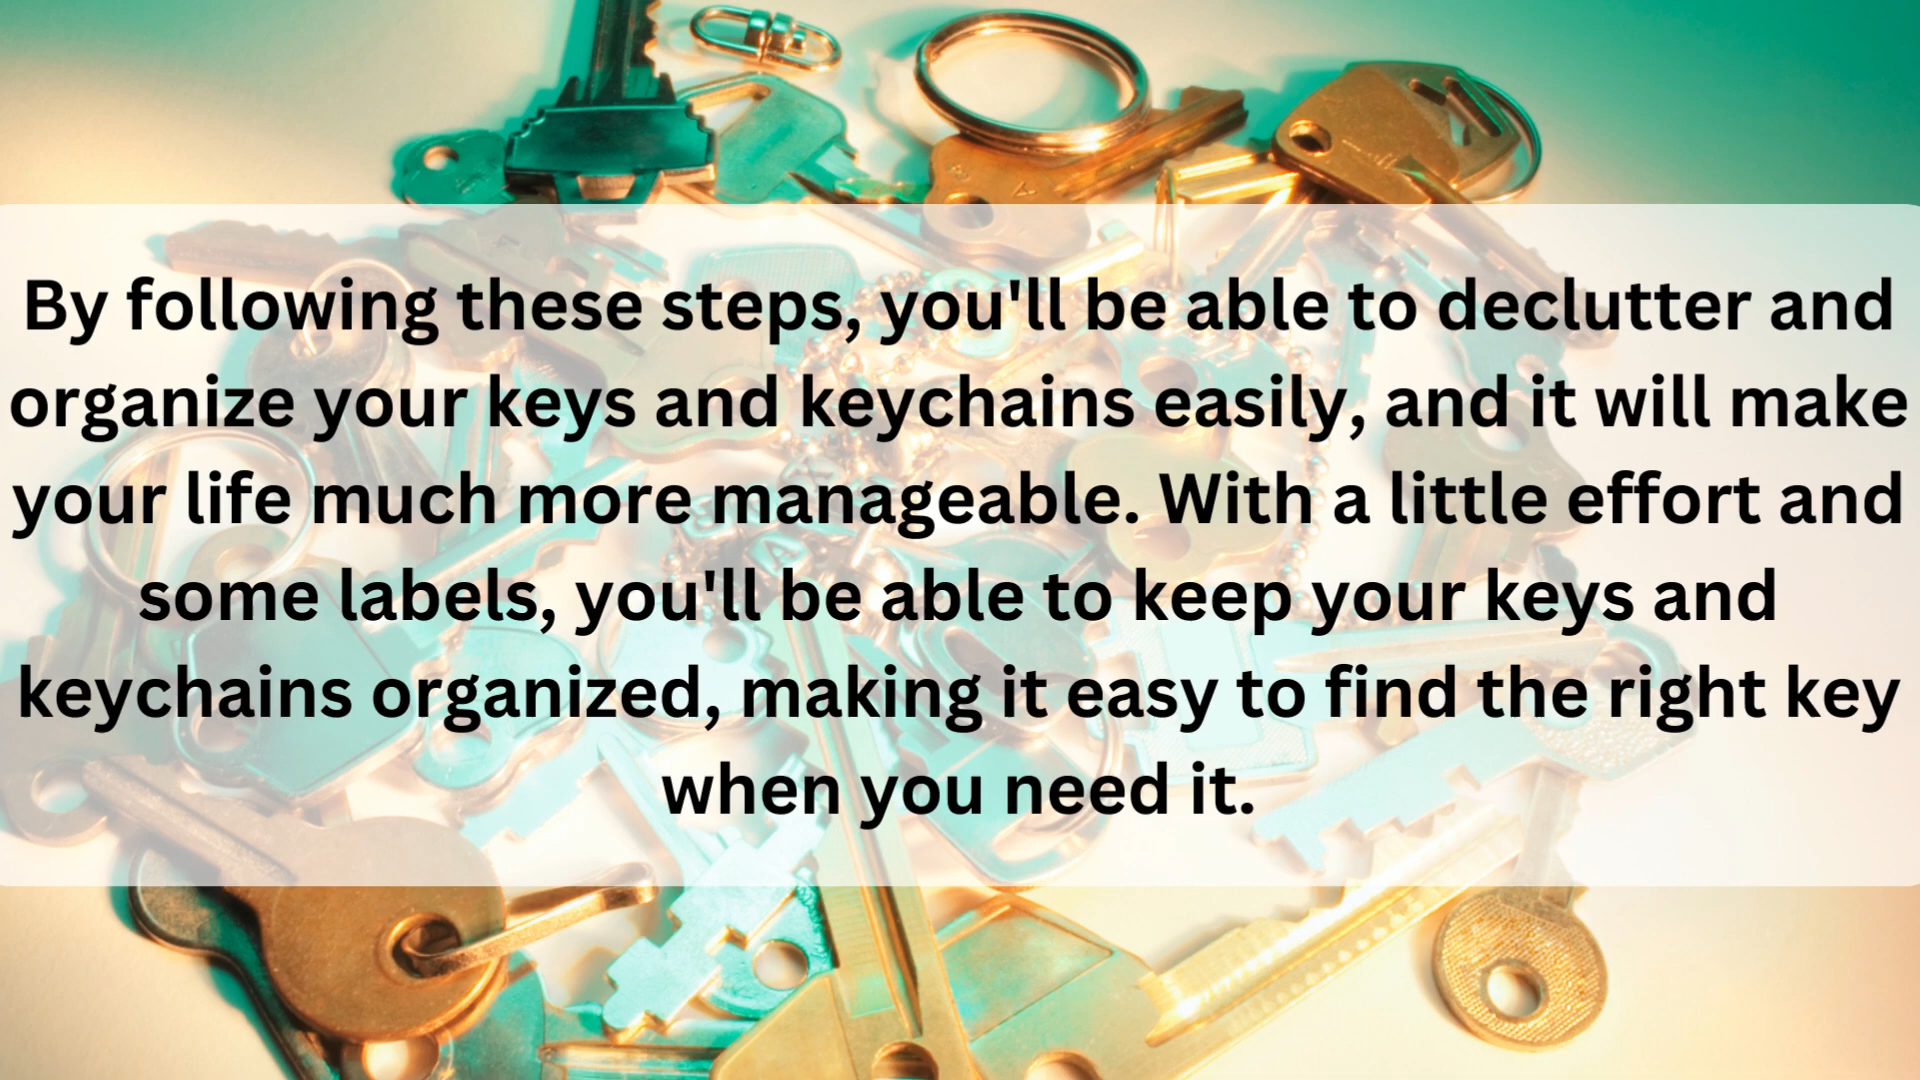 By following these steps, you'll be able to declutter and
organize your keys and keychains easily, and it will make
your life much more manageable. With a little effort and
some labels, you'll be able to keep your keys and
keychains organized, making it easy to find the right key
when you need it.